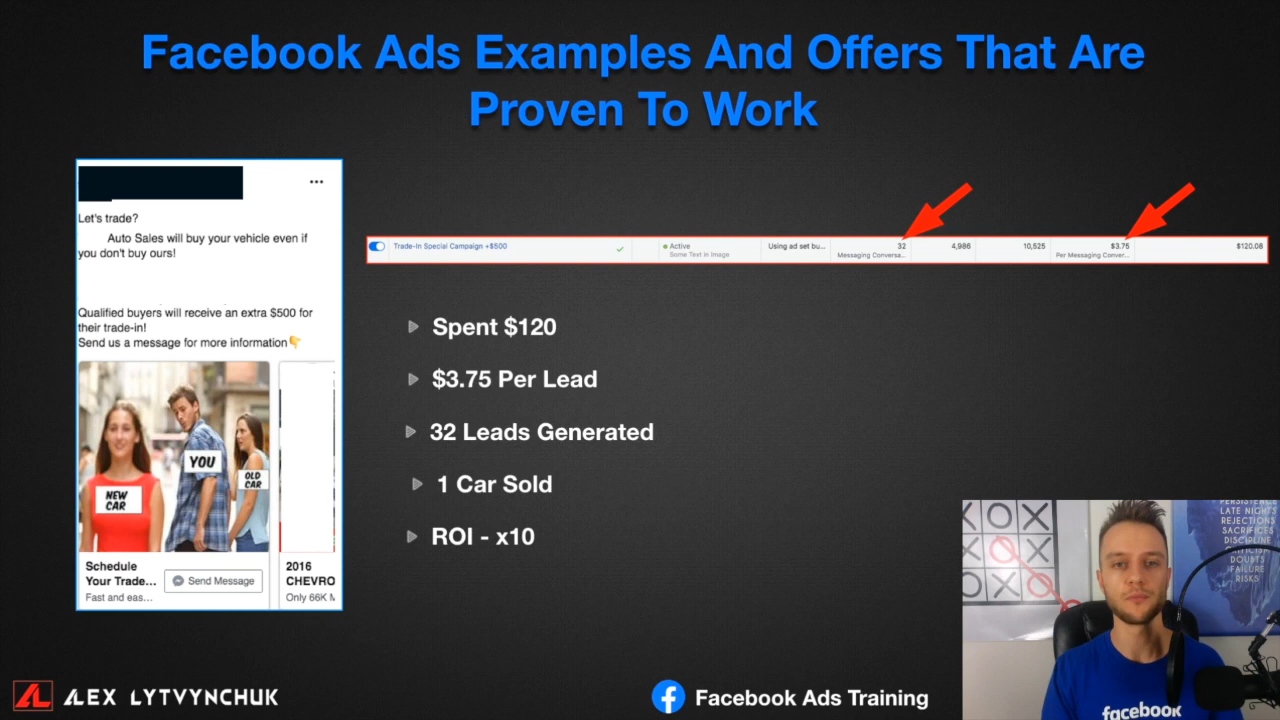 Facebook Ads Examples And Offers That Are
Proven To Work
Let's trade?
Auto Sales will buy your vehicle even if
you don't buy ours!
Qualified buyers will receive an extra $500 for
their trade-in!
Send us a message for more information👇
NEW
CAR
YOU
OLD
CAR
Schedule
Your Trade...
Fast and eas...
Send Message
2016
CHEVRO
Only 66K M
Trade-In Special Campaign +$500
Active
Some Text in Image
Using ad set bu...
32
Messaging Conversa...
4,986
10,525
$3.75
Per Messaging Conver...
$120.08
Spent $120
$3.75 Per Lead
32 Leads Generated
1 Car Sold
ROI - x10
XOX
PERSISTENCE
LATE NIGHTS
REJECTIONS
SACRIFICES
DISCIPLINE
CRITICISM
DOUBTS
FAILURE
RISKS
facebook
AL ALEX LYTVYNCHUK
f Facebook Ads Training